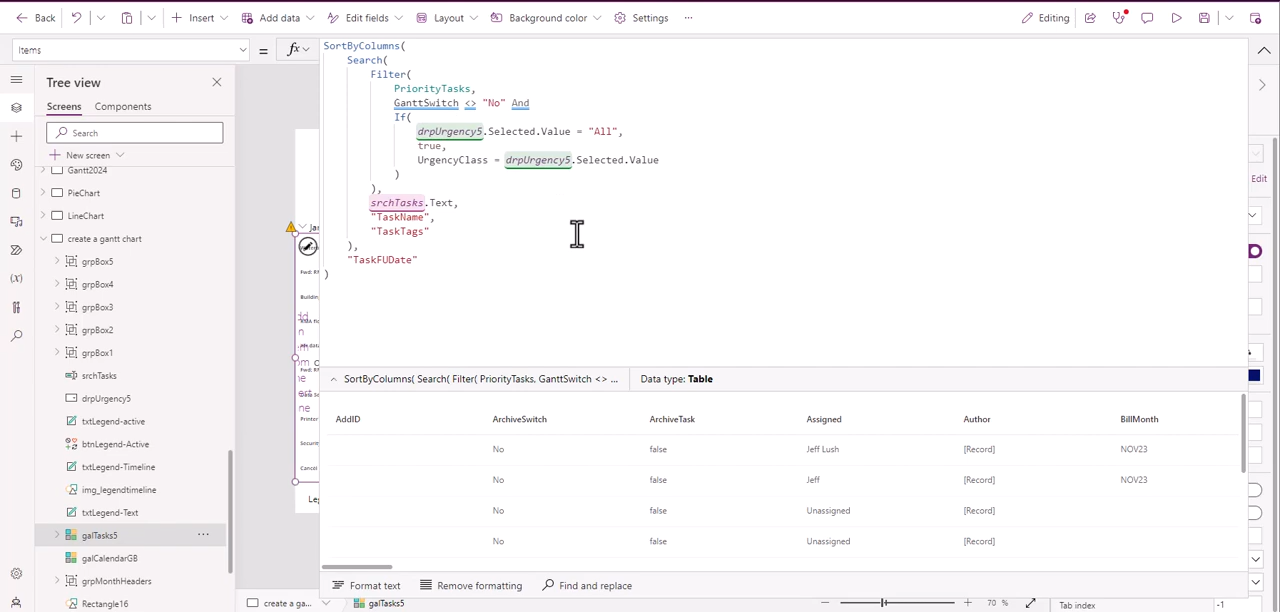 Back Insert Add data Edit fields Layout Background color Settings ... Editing
Items = fx
SortByColumns(
Search(
Filter(
PriorityTasks,
GanttSwitch <> "No" And
If(
drpUrgency5.Selected.Value = "All",
true,
UrgencyClass = drpUrgency5.Selected.Value
)
),
srchTasks.Text,
"TaskName",
"TaskTags"
),
"TaskFUDate"
)
Tree view
Screens Components
Search
New screen
Gantt2024
PieChart
LineChart
create a gantt chart
grpBox5
grpBox4
grpBox3
grpBox2
grpBox1
srchTasks
drpUrgency5
txtLegend-active
btnLegend-Active
txtLegend-Timeline
img_legendtimeline
txtLegend-Text
galTasks5 ...
galCalendarGB
grpMonthHeaders
Rectangle16
Edit
SortByColumns( Search( Filter( PriorityTasks, GanttSwitch <> ... Data type: Table
AddID ArchiveSwitch ArchiveTask Assigned Author BillMonth
No false Jeff Lush [Record] NOV23
No false Jeff [Record] NOV23
No false Unassigned [Record]
No false Unassigned [Record]
Format text Remove formatting Find and replace
create a ga... galTasks5 − + 70 % Tab index -1